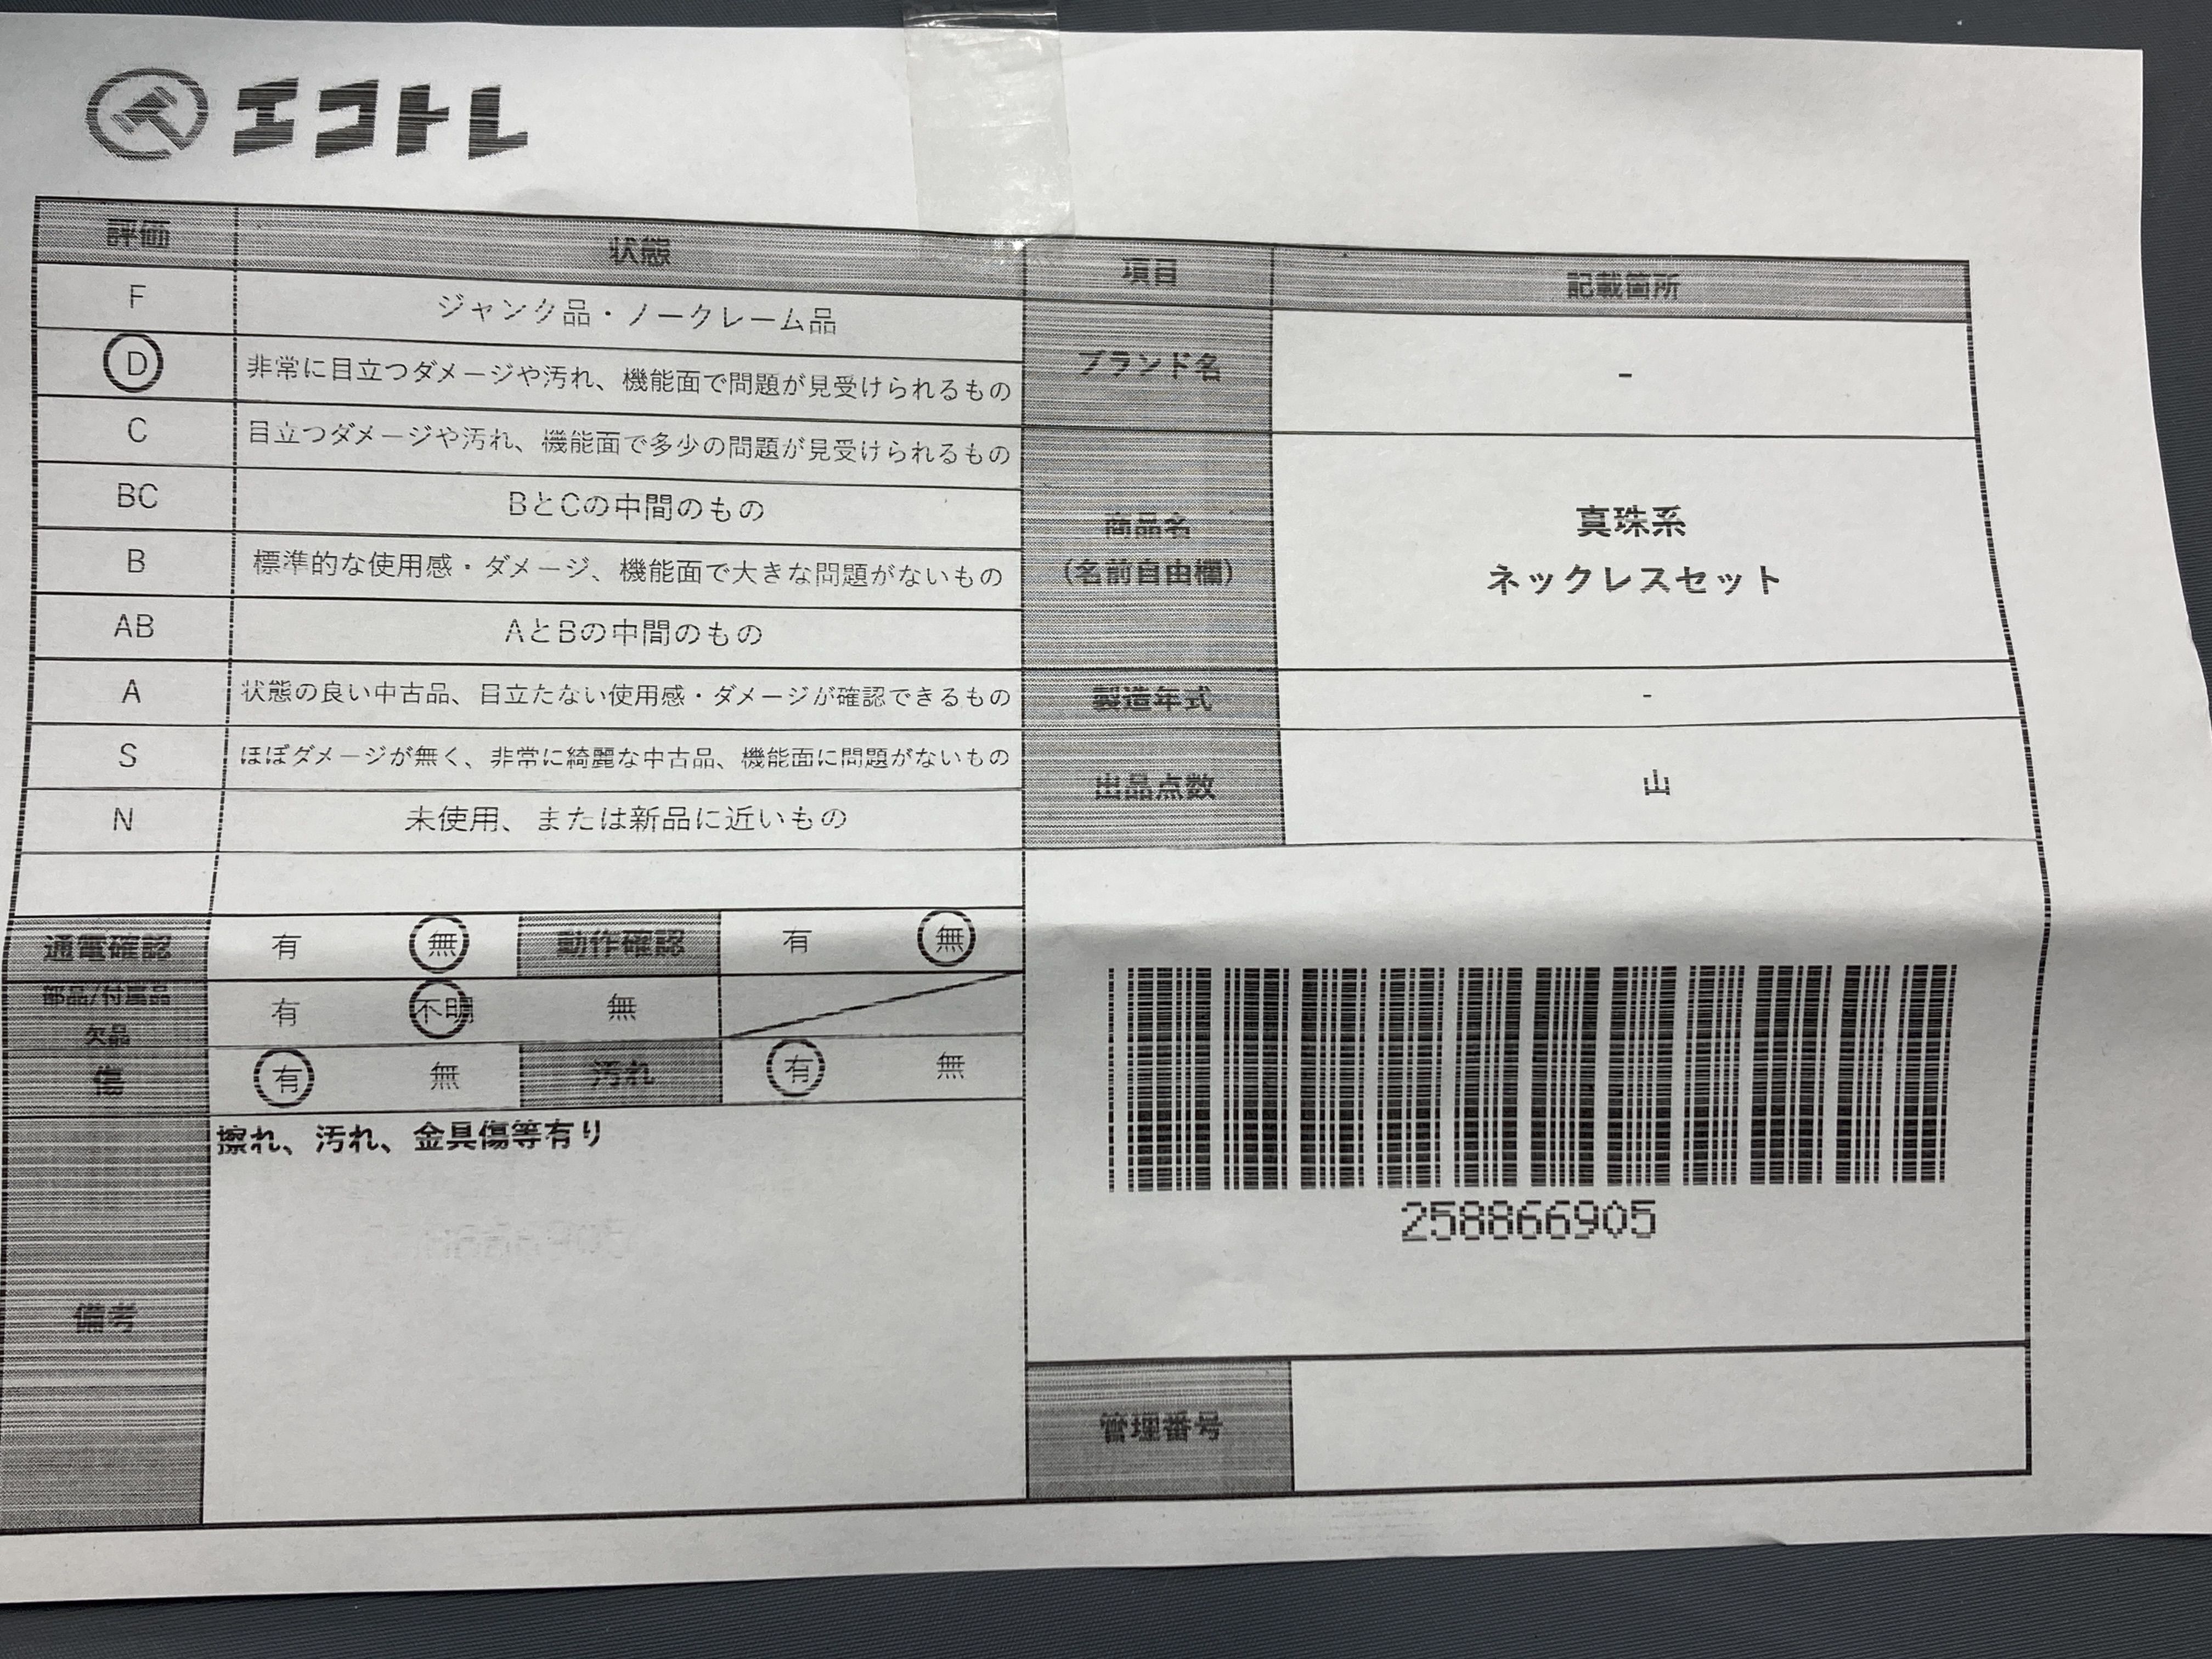 エコトレ
評価 状態
F ジャンク品・ノークレーム品
D 非常に目立つダメージや汚れ、機能面で問題が見受けられるもの
C 目立つダメージや汚れ、機能面で多少の問題が見受けられるもの
BC BとCの中間のもの
B 標準的な使用感・ダメージ、機能面で大きな問題がないもの
AB AとBの中間のもの
A 状態の良い中古品、目立たない使用感・ダメージが確認できるもの
S ほぼダメージが無く、非常に綺麗な中古品、機能面に問題がないもの
N 未使用、または新品に近いもの
通電確認 有 無 動作確認 有 無
部品/付属品
欠品 有 不明 無
傷 有 無 汚れ 有 無
備考 擦れ、汚れ、金具傷等有り
項目 記載箇所
ブランド名 -
商品名
(名前自由欄)
真珠系
ネックレスセット
製造年式 -
出品点数 山
258866905
管理番号